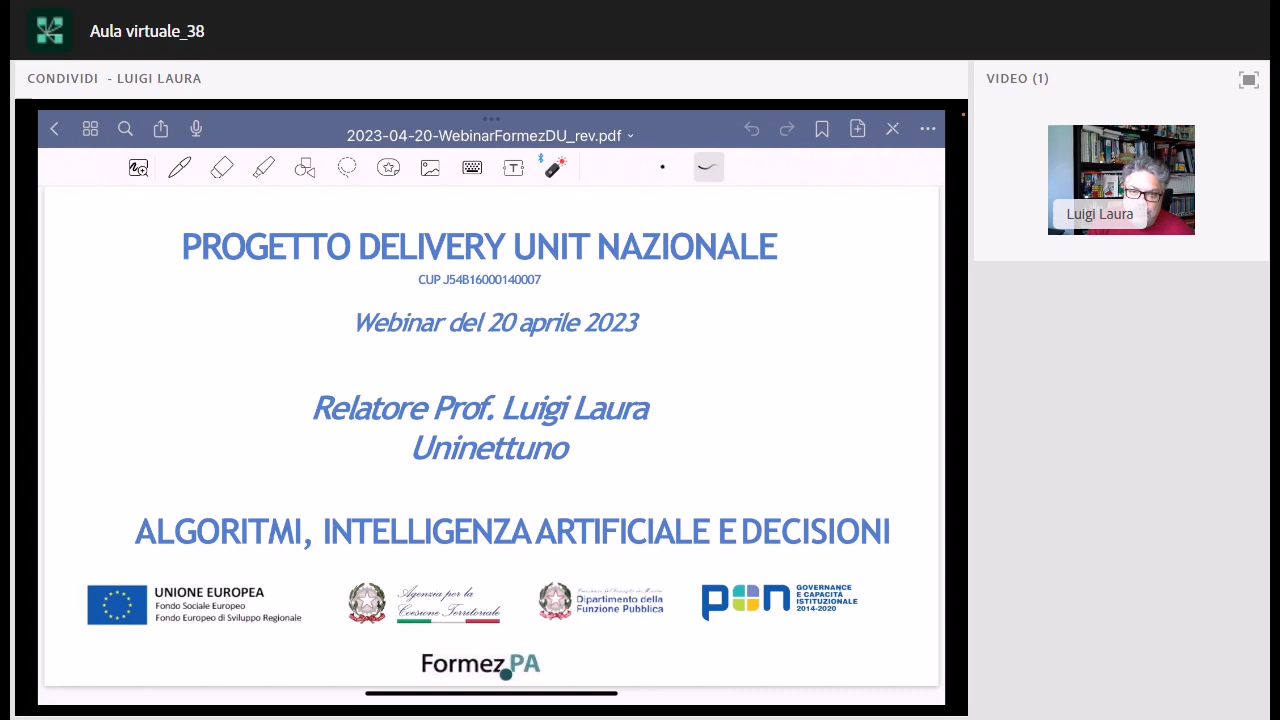 Aula virtuale_38
CONDIVIDI - LUIGI LAURA
VIDEO (1)
2023-04-20-WebinarFormezDU_rev.pdf
T
Luigi Laura
PROGETTO DELIVERY UNIT NAZIONALE
CUP J54B16000140007
Webinar del 20 aprile 2023
Relatore Prof. Luigi Laura
Uninettuno
ALGORITMI, INTELLIGENZA ARTIFICIALE E DECISIONI
UNIONE EUROPEA
Fondo Sociale Europeo
Fondo Europeo di Sviluppo Regionale
Agenzia per la
Coesione Territoriale
Dipartimento della
Funzione Pubblica
pon
GOVERNANCE
E CAPACITÀ
ISTITUZIONALE
2014-2020
Formez PA